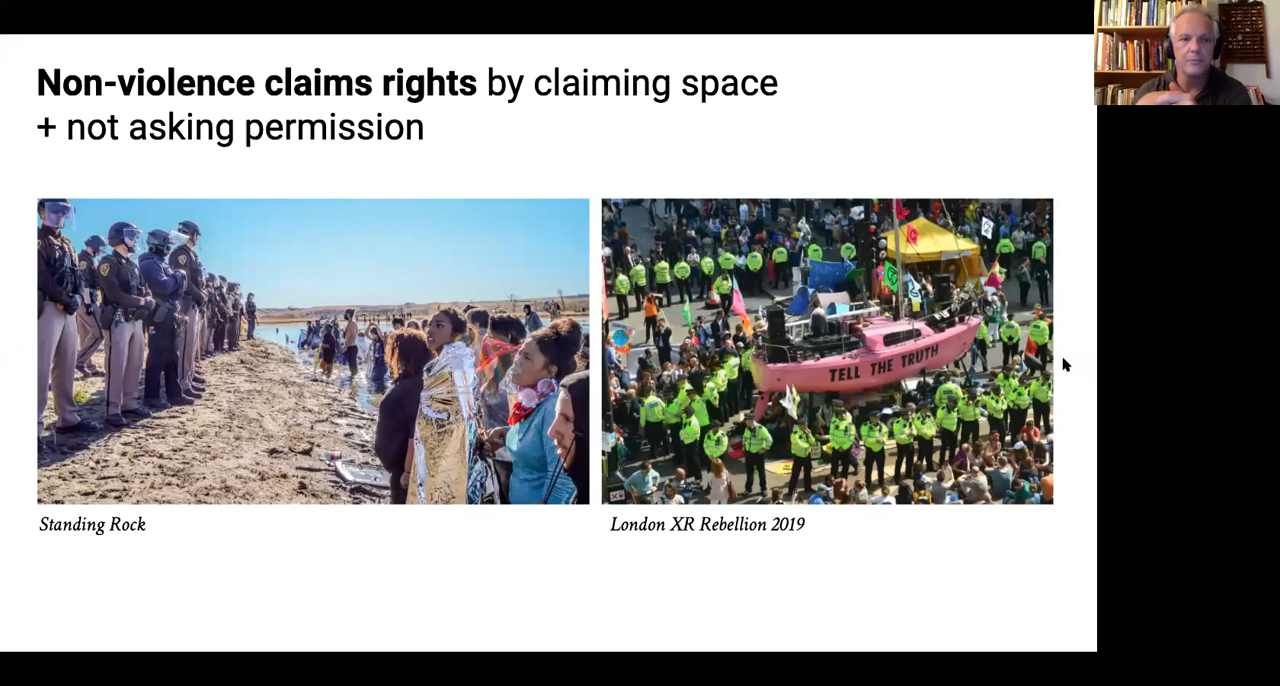 Non-violence claims rights by claiming space
+ not asking permission
TELL THE TRUTH
Standing Rock
London XR Rebellion 2019